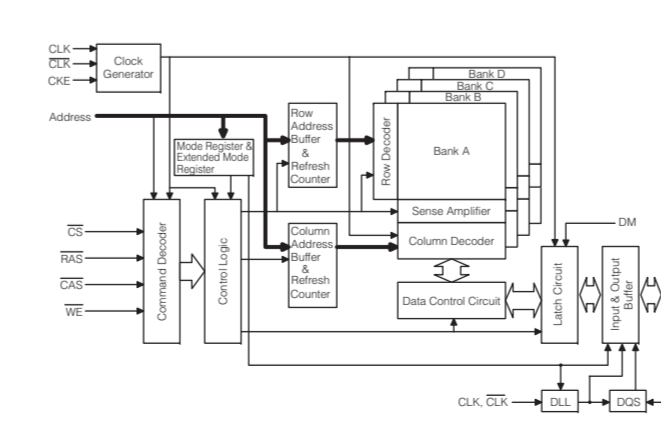 CLK
CLK
CKE
Clock
Generator
Address
Mode Register &
Extended Mode
Register
Row
Address
Buffer
&
Refresh
Counter
Bank D
Bank C
Bank B
Bank A
Row Decoder
Sense Amplifier
Column Decoder
CS
RAS
CAS
WE
Command Decoder
Control Logic
Column
Address
Buffer
&
Refresh
Counter
Data Control Circuit
Latch Circuit
DM
Input & Output
Buffer
CLK, CLK
DLL
DQS